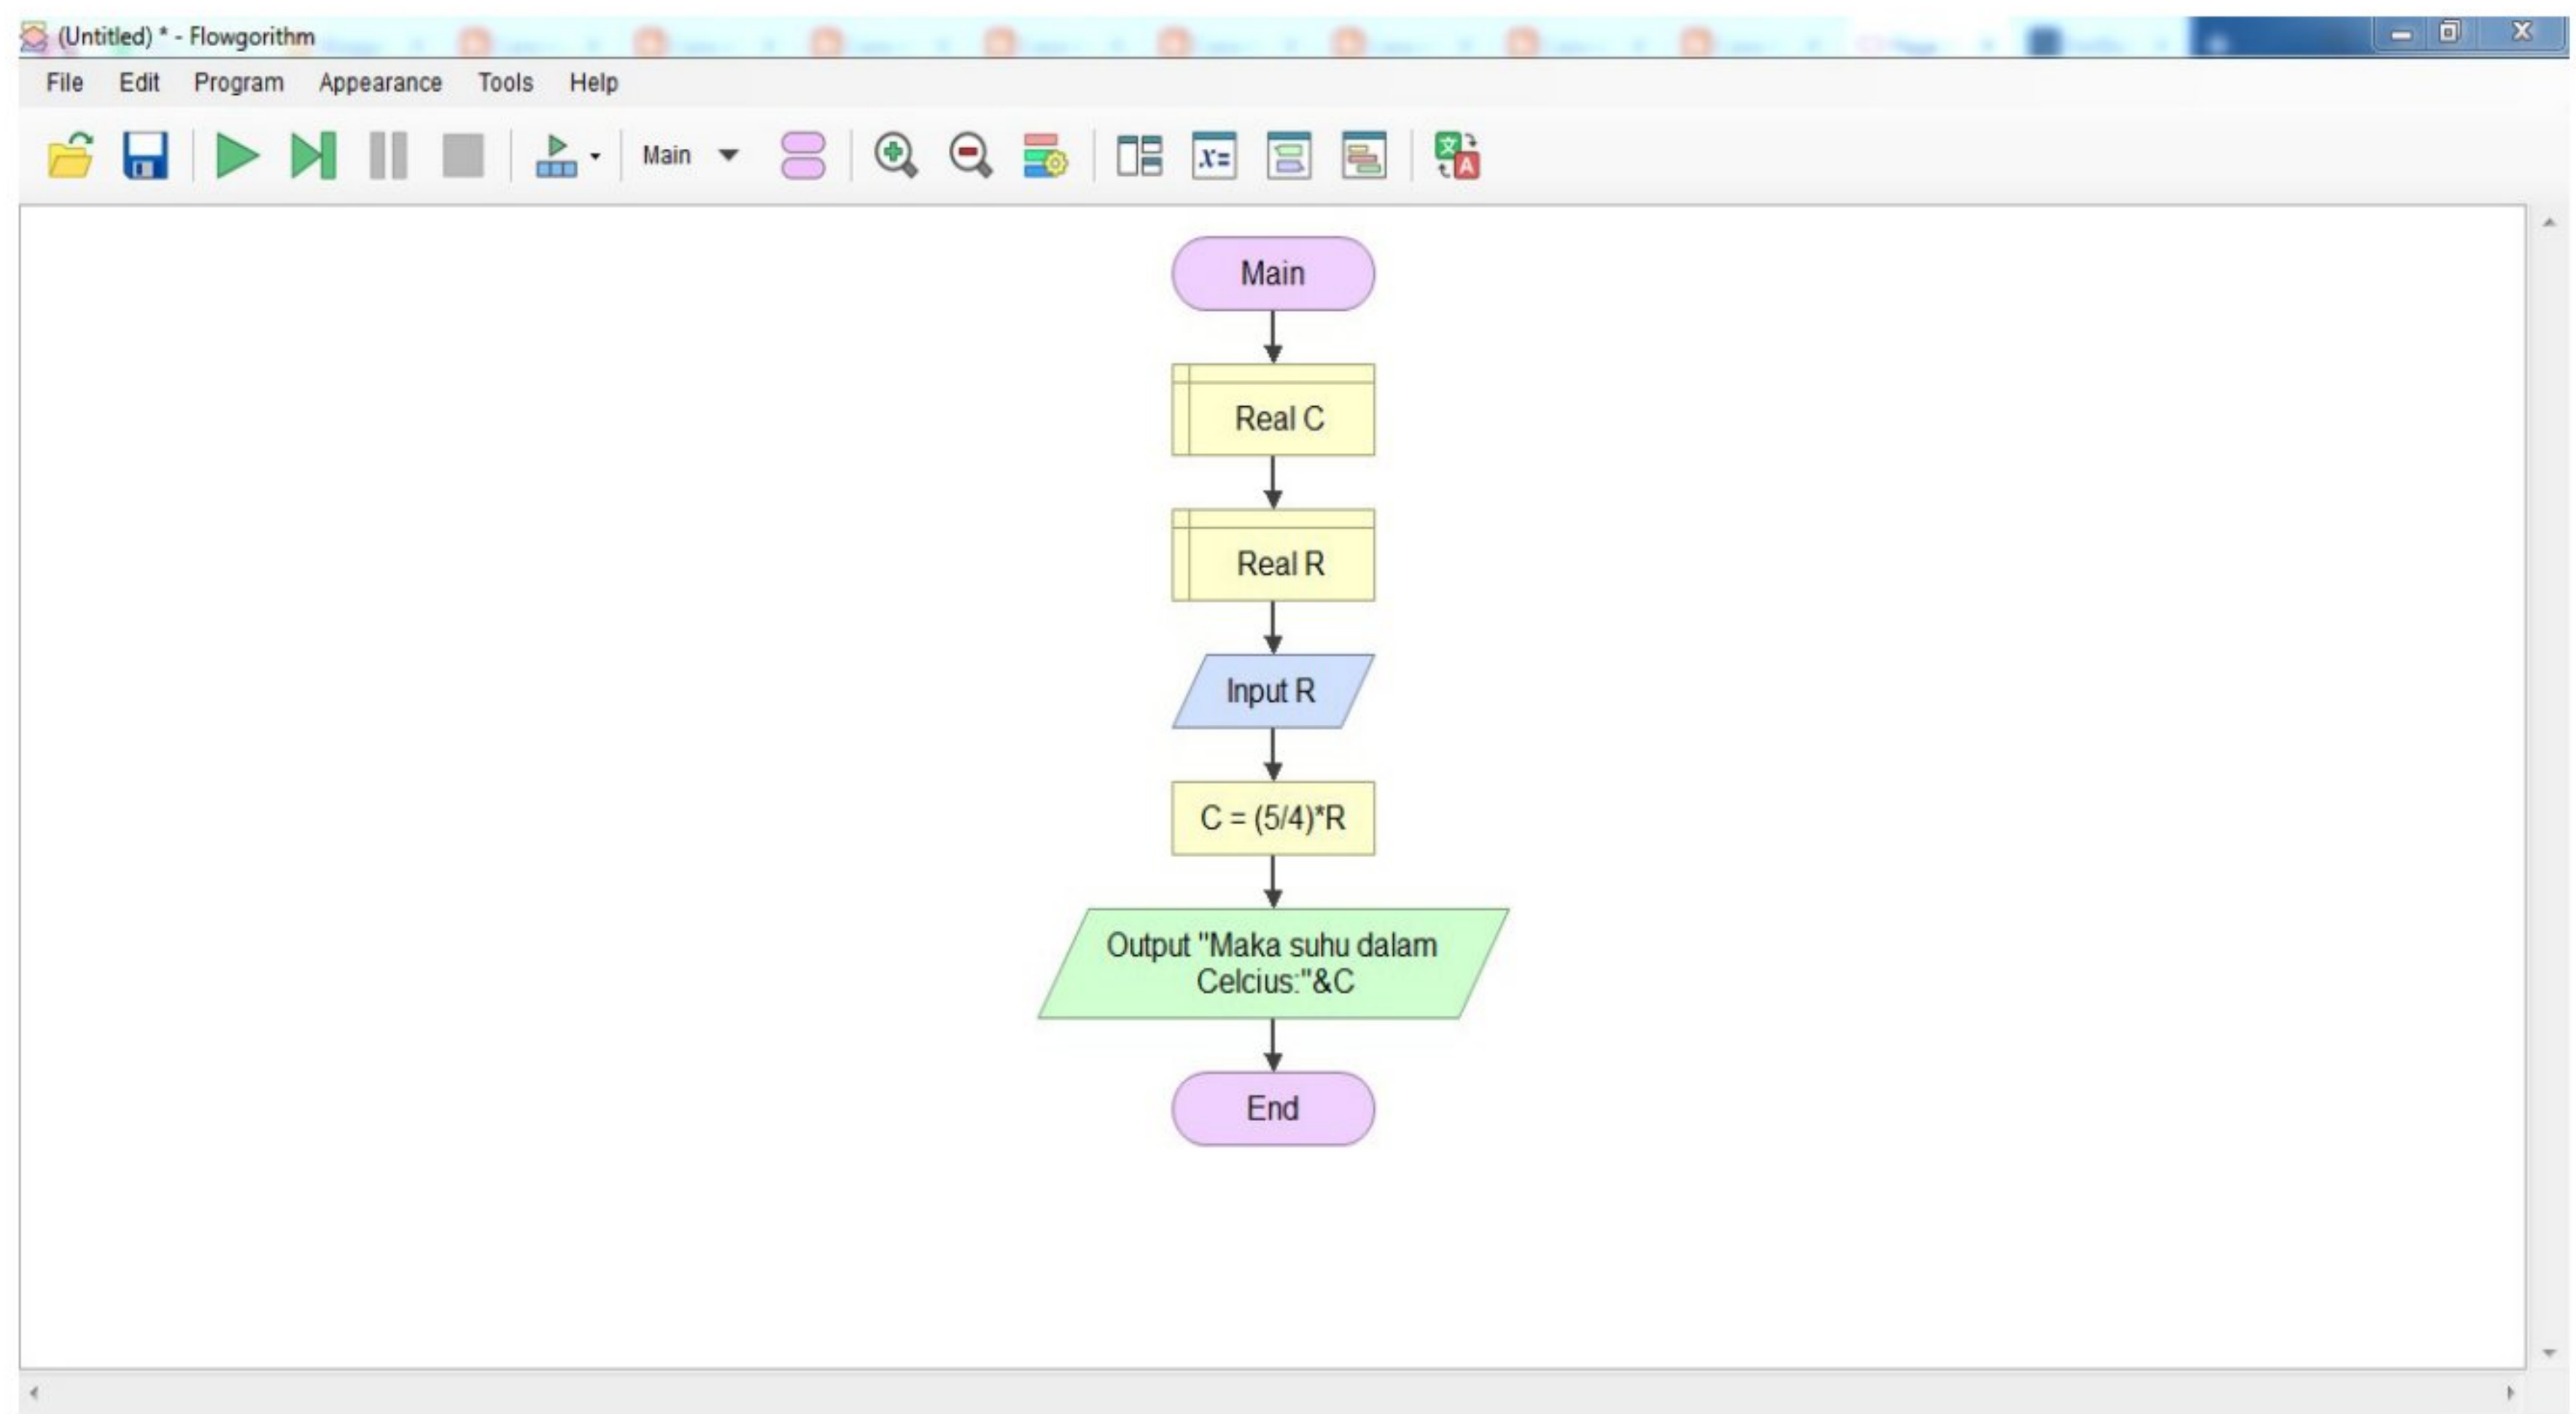 (Untitled) * - Flowgorithm
File Edit Program Appearance Tools Help
Main
x=
文
A
Main
Real C
Real R
Input R
C = (5/4)*R
Output "Maka suhu dalam
Celcius:"&C
End